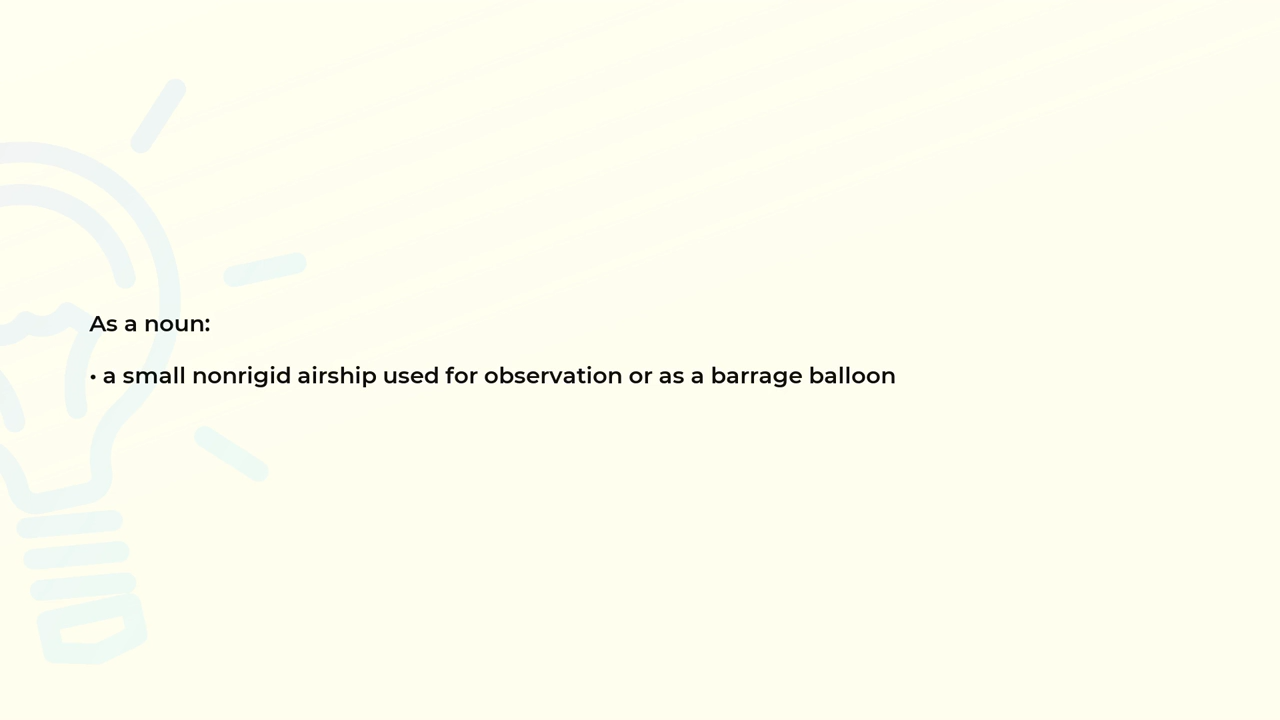 As a noun:
• a small nonrigid airship used for observation or as a barrage balloon